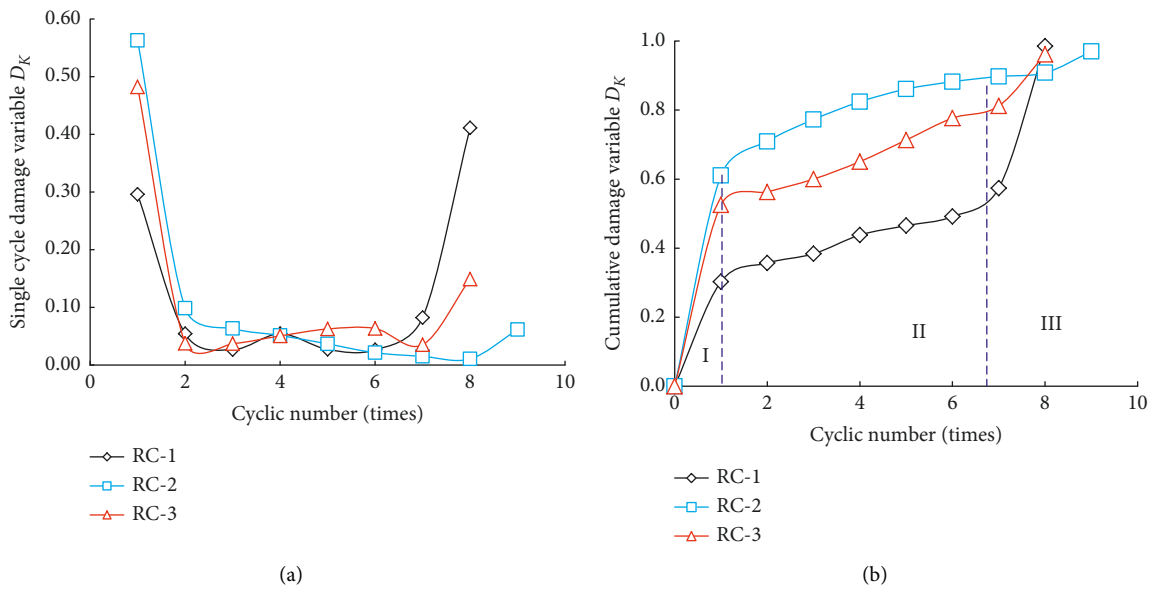 0.60
0.50
0.40
0.30
0.20
0.10
0.00
Single cycle damage variable D_K
0
2
4
6
8
10
Cyclic number (times)
RC-1
RC-2
RC-3
(a)
1.0
0.8
0.6
0.4
0.2
0.0
Cumulative damage variable D_K
I
II
III
0
2
4
6
8
10
Cyclic number (times)
RC-1
RC-2
RC-3
(b)